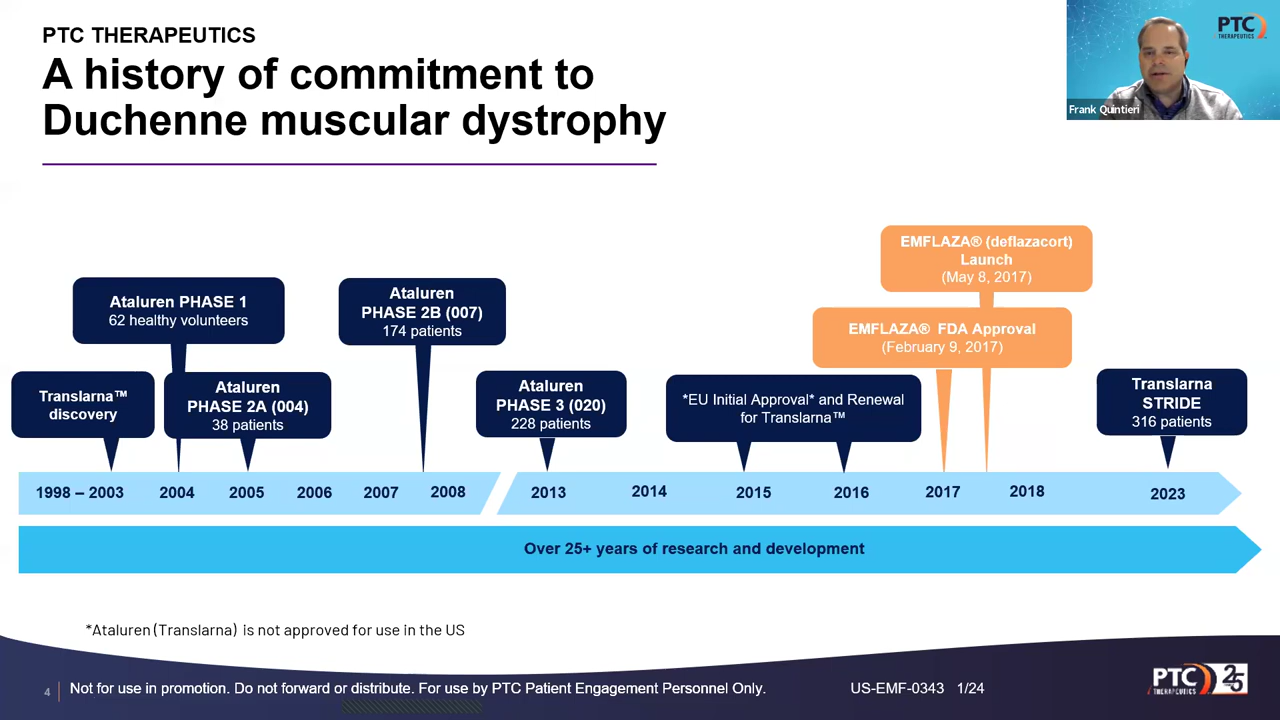 PTC THERAPEUTICS
A history of commitment to
Duchenne muscular dystrophy
PTC
THERAPEUTICS
Frank Quintieri
EMFLAZA® (deflazacort)
Launch
(May 8, 2017)
Ataluren PHASE 1
62 healthy volunteers
Ataluren
PHASE 2B (007)
174 patients
EMFLAZA® FDA Approval
(February 9, 2017)
Translarna™
discovery
Ataluren
PHASE 2A (004)
38 patients
Ataluren
PHASE 3 (020)
228 patients
*EU Initial Approval* and Renewal
for Translarna™
Translarna
STRIDE
316 patients
1998 – 2003 2004 2005 2006 2007 2008 2013 2014 2015 2016 2017 2018 2023
Over 25+ years of research and development
*Ataluren (Translarna) is not approved for use in the US
4 Not for use in promotion. Do not forward or distribute. For use by PTC Patient Engagement Personnel Only. US-EMF-0343 1/24
PTC
THERAPEUTICS
25